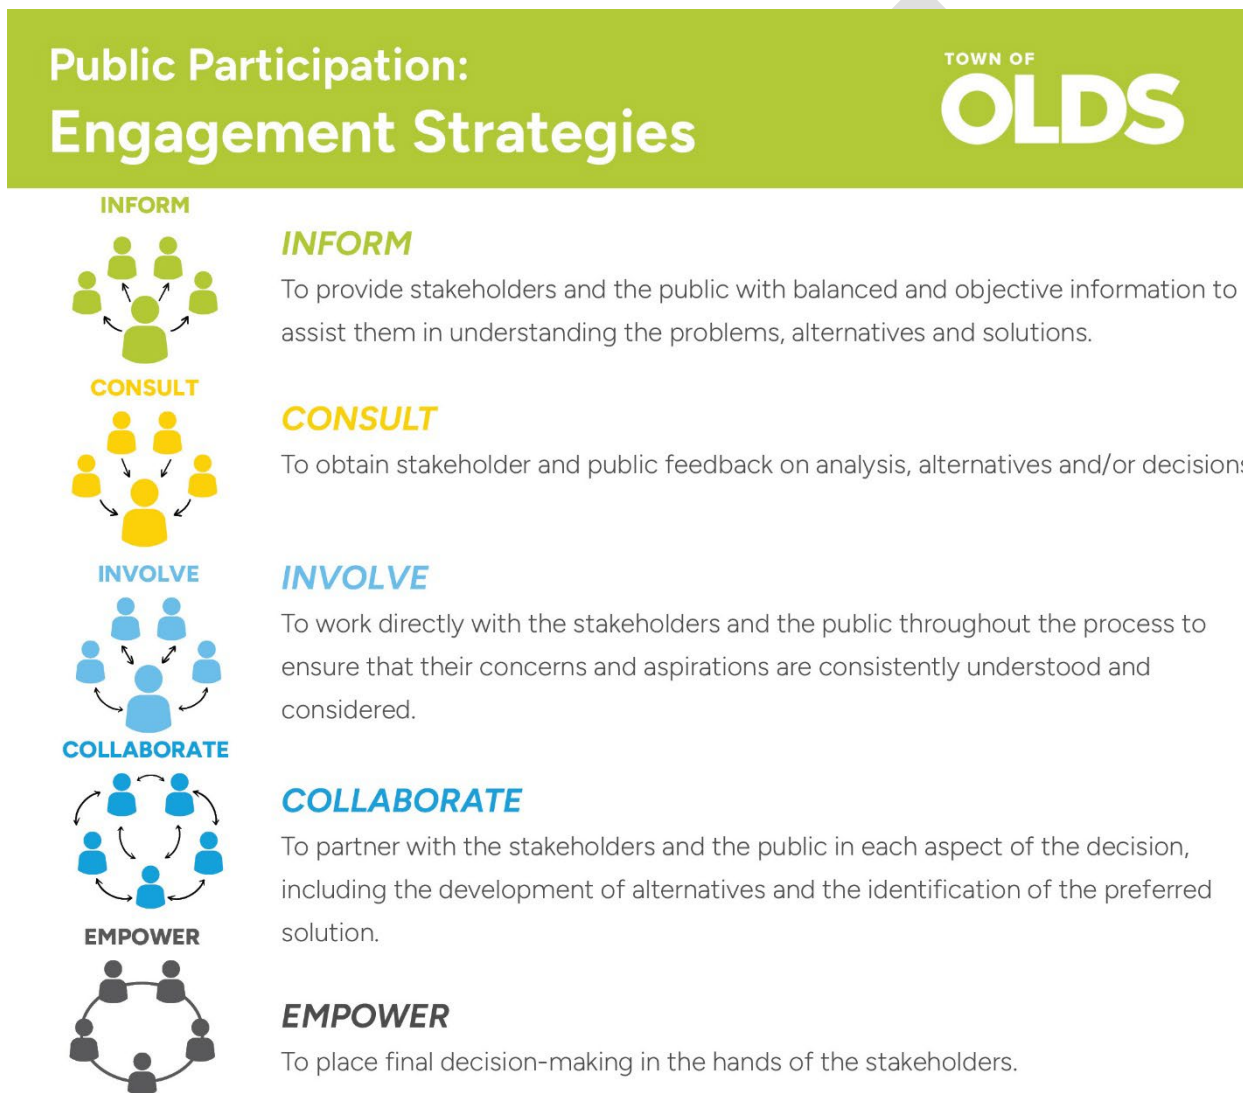 Public Participation:
Engagement Strategies
TOWN OF
OLDS
INFORM
INFORM
To provide stakeholders and the public with balanced and objective information to
assist them in understanding the problems, alternatives and solutions.
CONSULT
CONSULT
To obtain stakeholder and public feedback on analysis, alternatives and/or decisions
INVOLVE
INVOLVE
To work directly with the stakeholders and the public throughout the process to
ensure that their concerns and aspirations are consistently understood and
considered.
COLLABORATE
COLLABORATE
To partner with the stakeholders and the public in each aspect of the decision,
including the development of alternatives and the identification of the preferred
solution.
EMPOWER
EMPOWER
To place final decision-making in the hands of the stakeholders.